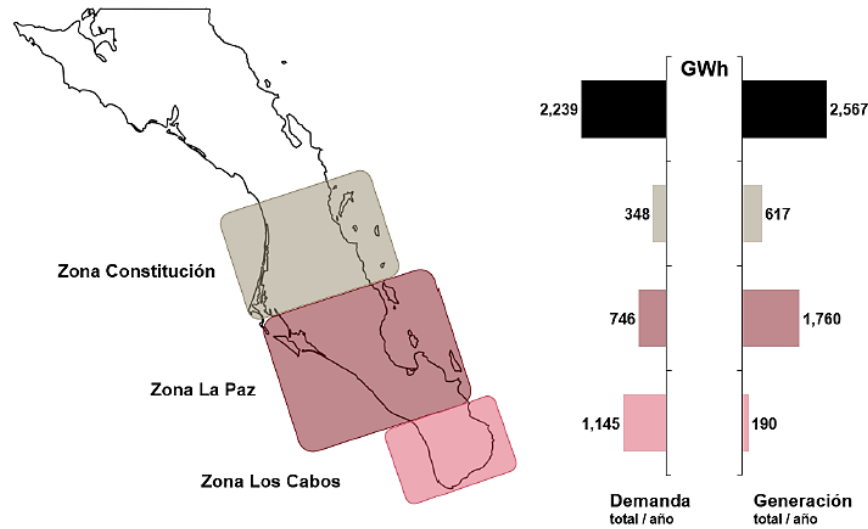 GWh
2,239
2,567
348
617
Zona Constitución
746
1,760
Zona La Paz
1,145
190
Zona Los Cabos
Demanda
total / año
Generación
total / año